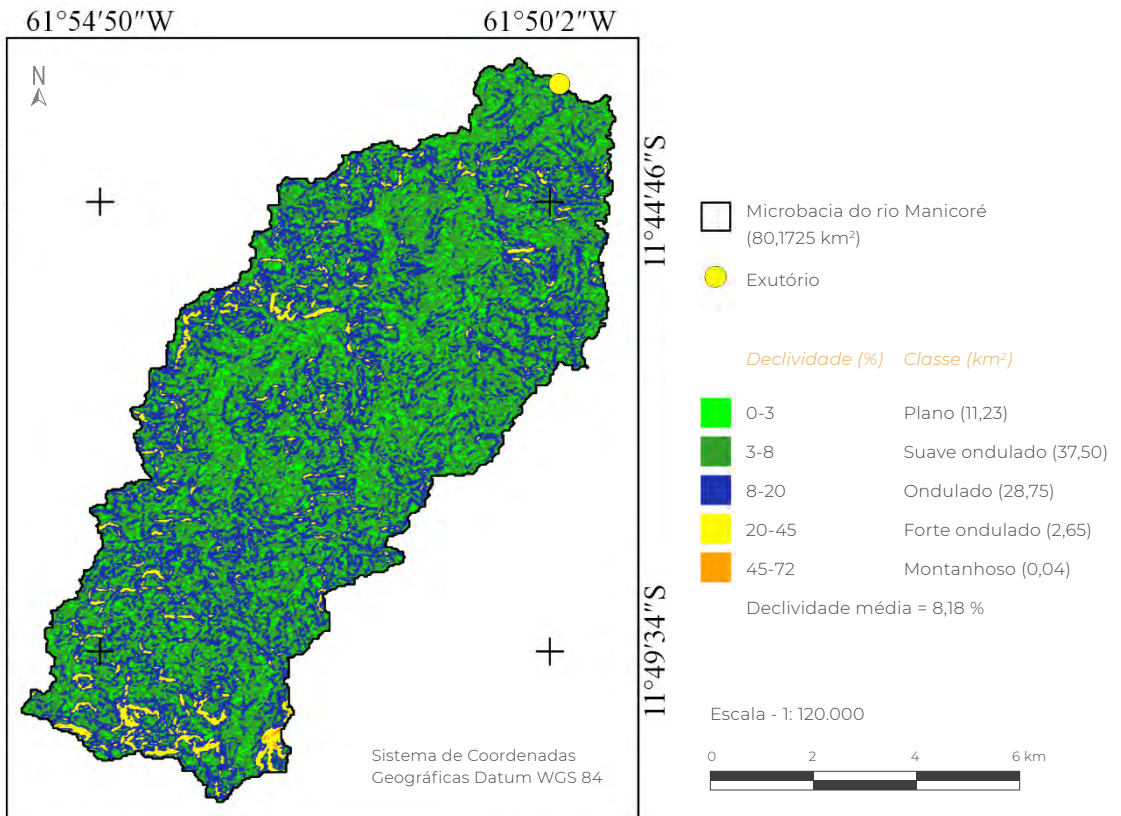 61°54′50″W
61°50′2″W
N
11°44′46″S
11°49′34″S
Sistema de Coordenadas
Geográficas Datum WGS 84
Microbacia do rio Manicoré
(80,1725 km²)
Exutório
Declividade (%) Classe (km²)
0-3 Plano (11,23)
3-8 Suave ondulado (37,50)
8-20 Ondulado (28,75)
20-45 Forte ondulado (2,65)
45-72 Montanhoso (0,04)
Declividade média = 8,18 %
Escala - 1: 120.000
0 2 4 6 km